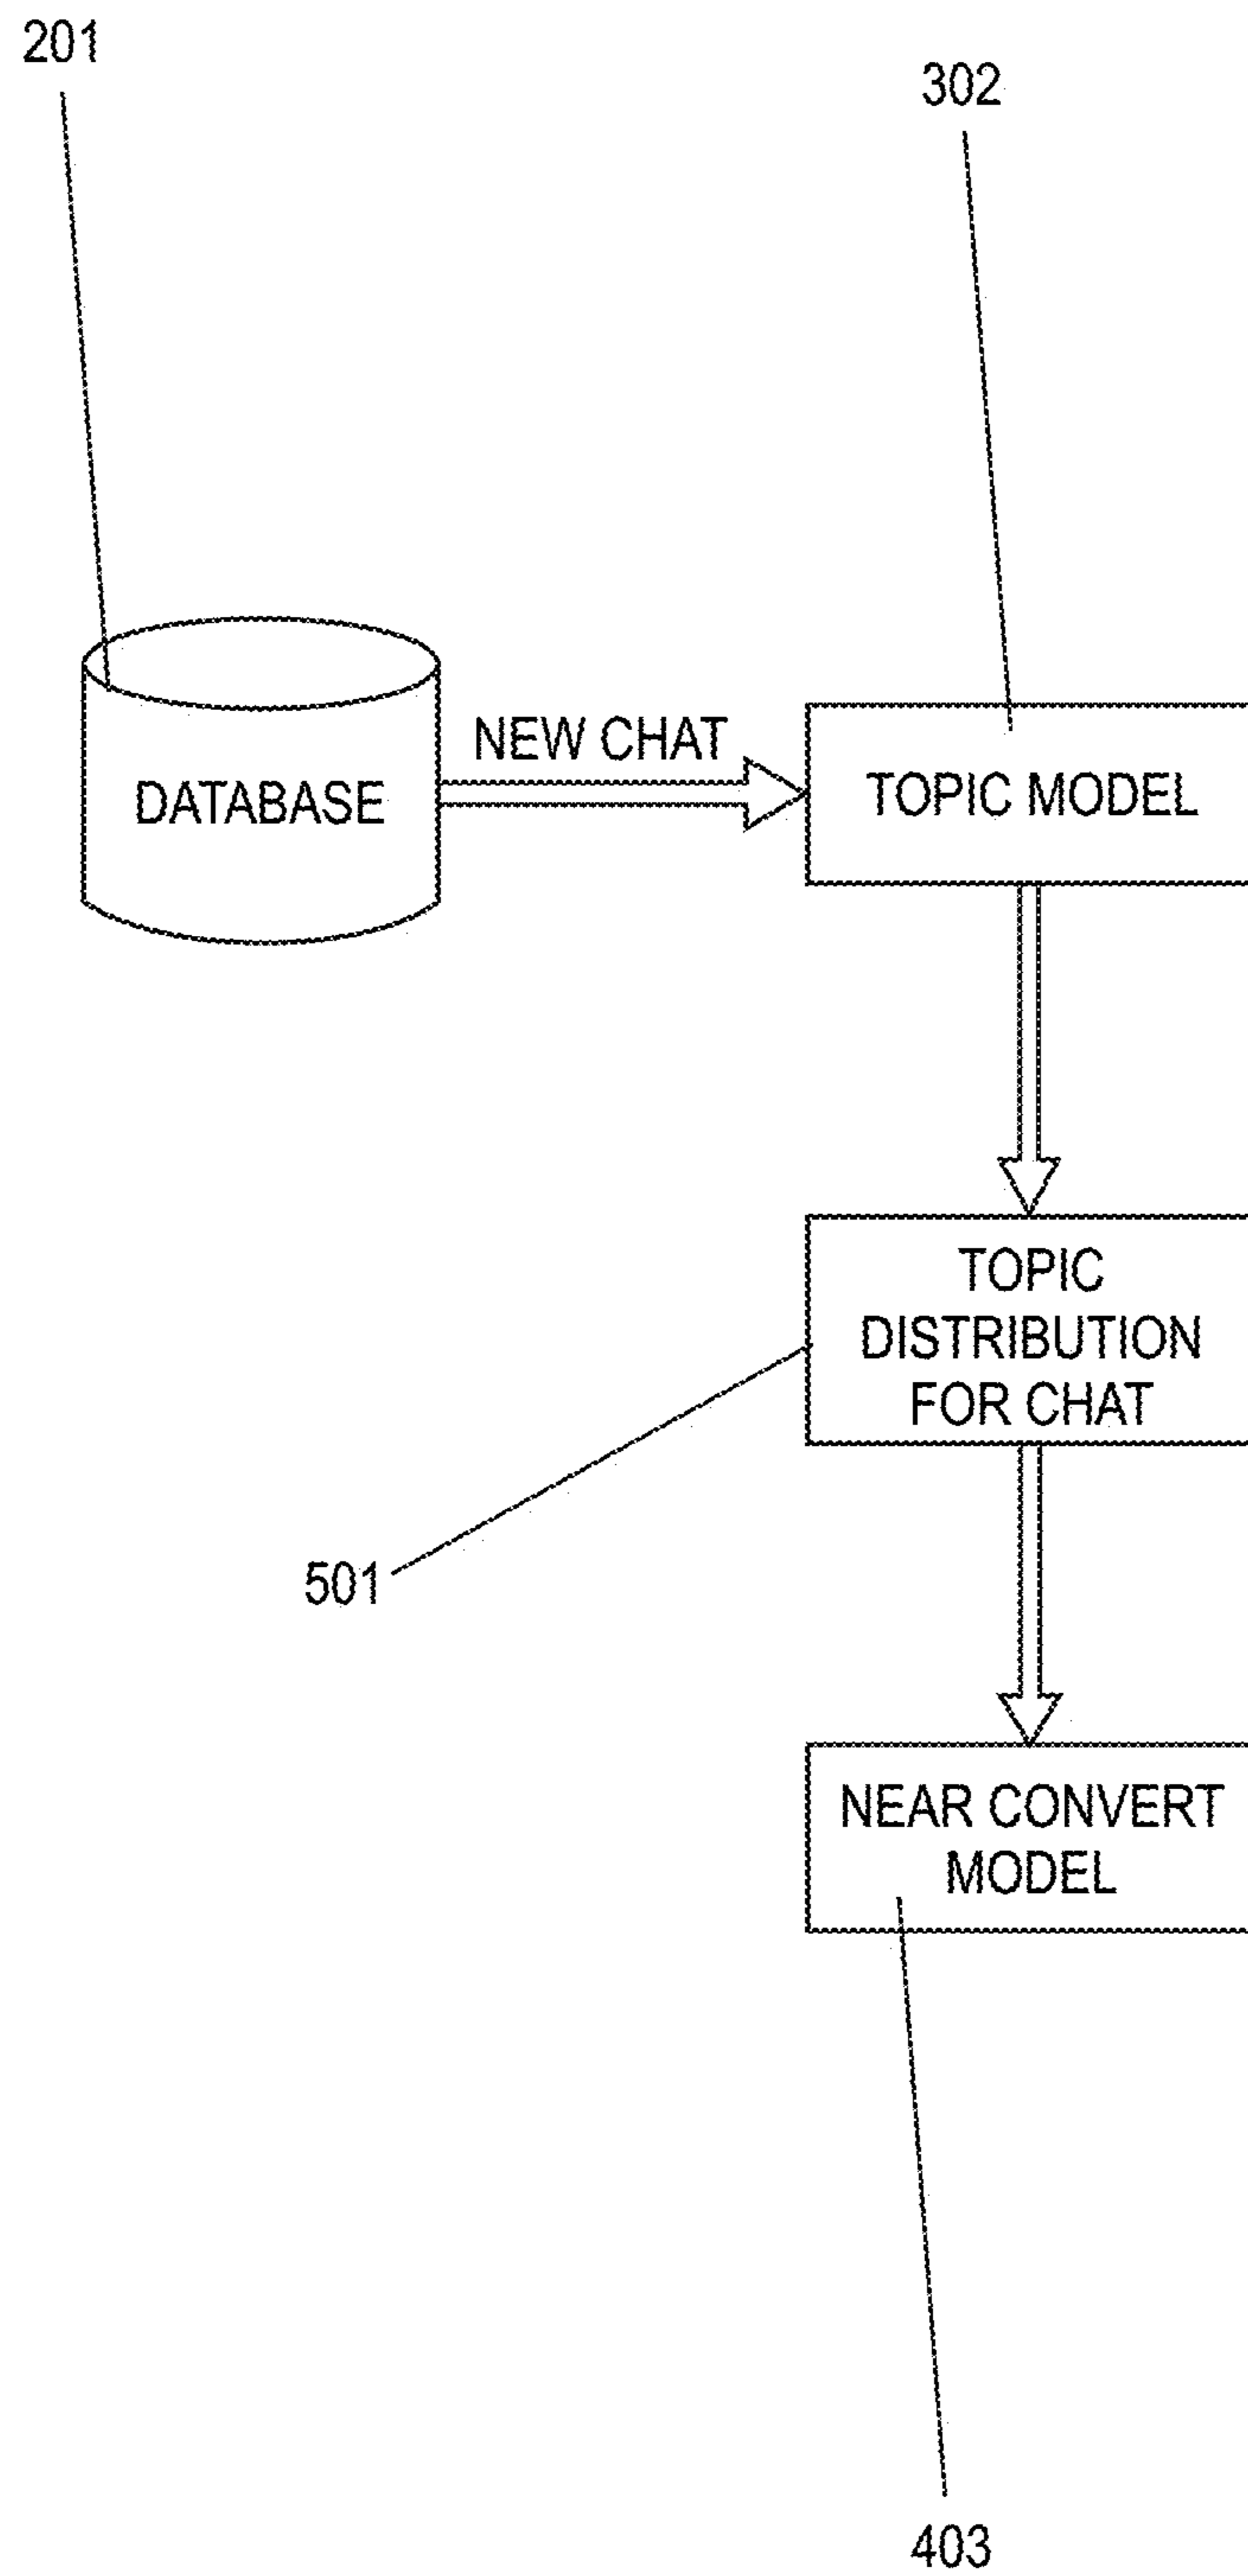 201
302
NEW CHAT
DATABASE
TOPIC MODEL
TOPIC
DISTRIBUTION
FOR CHAT
501
NEAR CONVERT
MODEL
403